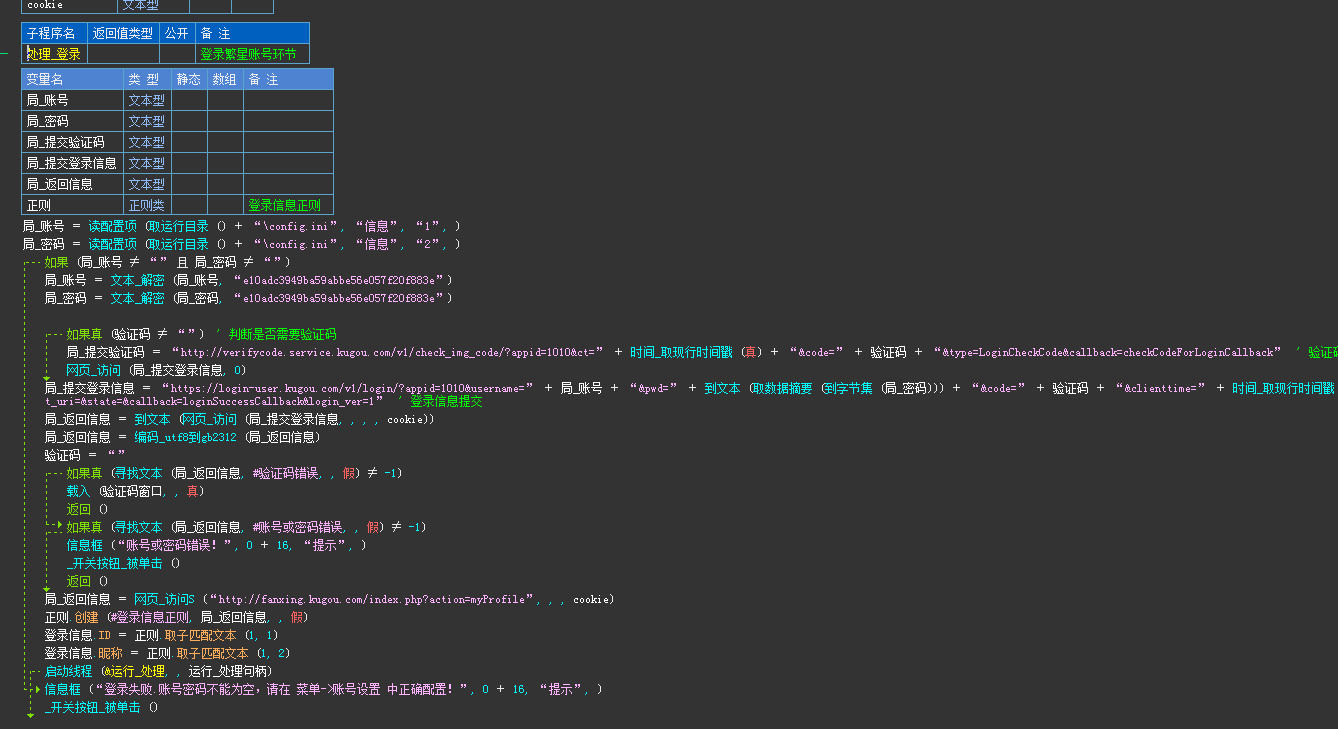 cookie 文本型
子程序名 返回值类型 公开 备 注
处理_登录 登录繁星账号环节
变量名 类 型 静态 数组 备 注
局_账号 文本型
局_密码 文本型
局_提交验证码 文本型
局_提交登录信息 文本型
局_返回信息 文本型
正则 正则类 登录信息正则
局_账号 = 读配置项 (取运行目录 () + “\config.ini”, “信息”, “1”, )
局_密码 = 读配置项 (取运行目录 () + “\config.ini”, “信息”, “2”, )
如果 (局_账号 ≠ “” 且 局_密码 ≠ “”)
局_账号 = 文本_解密 (局_账号, “e10adc3949ba59abbe56e057f20f883e”)
局_密码 = 文本_解密 (局_密码, “e10adc3949ba59abbe56e057f20f883e”)
如果真 (验证码 ≠ “”) ' 判断是否需要验证码
局_提交验证码 = “http://verifycode.service.kugou.com/v1/check_img_code/?appid=1010&ct=” + 时间_取现行时间戳 (真) + “&code=” + 验证码 + “&type=LoginCheckCode&callback=checkCodeForLoginCallback” ' 验证码
网页_访问 (局_提交验证码, 0)
局_提交登录信息 = “https://login-user.kugou.com/v1/login/?appid=1010&username=” + 局_账号 + “&pwd=” + 到文本 (取数据摘要 (到字节集 (局_密码))) + “&code=” + 验证码 + “&clienttime=” + 时间_取现行时间戳
t_uri=&state=&callback=loginSuccessCallback&login_ver=1” ' 登录信息提交
局_返回信息 = 到文本 (网页_访问 (局_提交登录信息, , , , cookie))
局_返回信息 = 编码_utf8到gb2312 (局_返回信息)
验证码 = “”
如果真 (寻找文本 (局_返回信息, #验证码错误, , 假) ≠ -1)
载入 (验证码窗口, , 真)
返回 ()
如果真 (寻找文本 (局_返回信息, #账号或密码错误, , 假) ≠ -1)
信息框 (“账号或密码错误！”, 0 + 16, “提示”, )
_开关按钮_被单击 ()
返回 ()
局_返回信息 = 网页_访问S (“http://fanxing.kugou.com/index.php?action=myProfile”, , , cookie)
正则.创建 (#登录信息正则, 局_返回信息, , 假)
登录信息.ID = 正则.取子匹配文本 (1, 1)
登录信息.昵称 = 正则.取子匹配文本 (1, 2)
启动线程 (&运行_处理, , 运行_处理句柄)
信息框 (“登录失败.账号密码不能为空，请在 菜单->账号设置 中正确配置！”, 0 + 16, “提示”, )
_开关按钮_被单击 ()